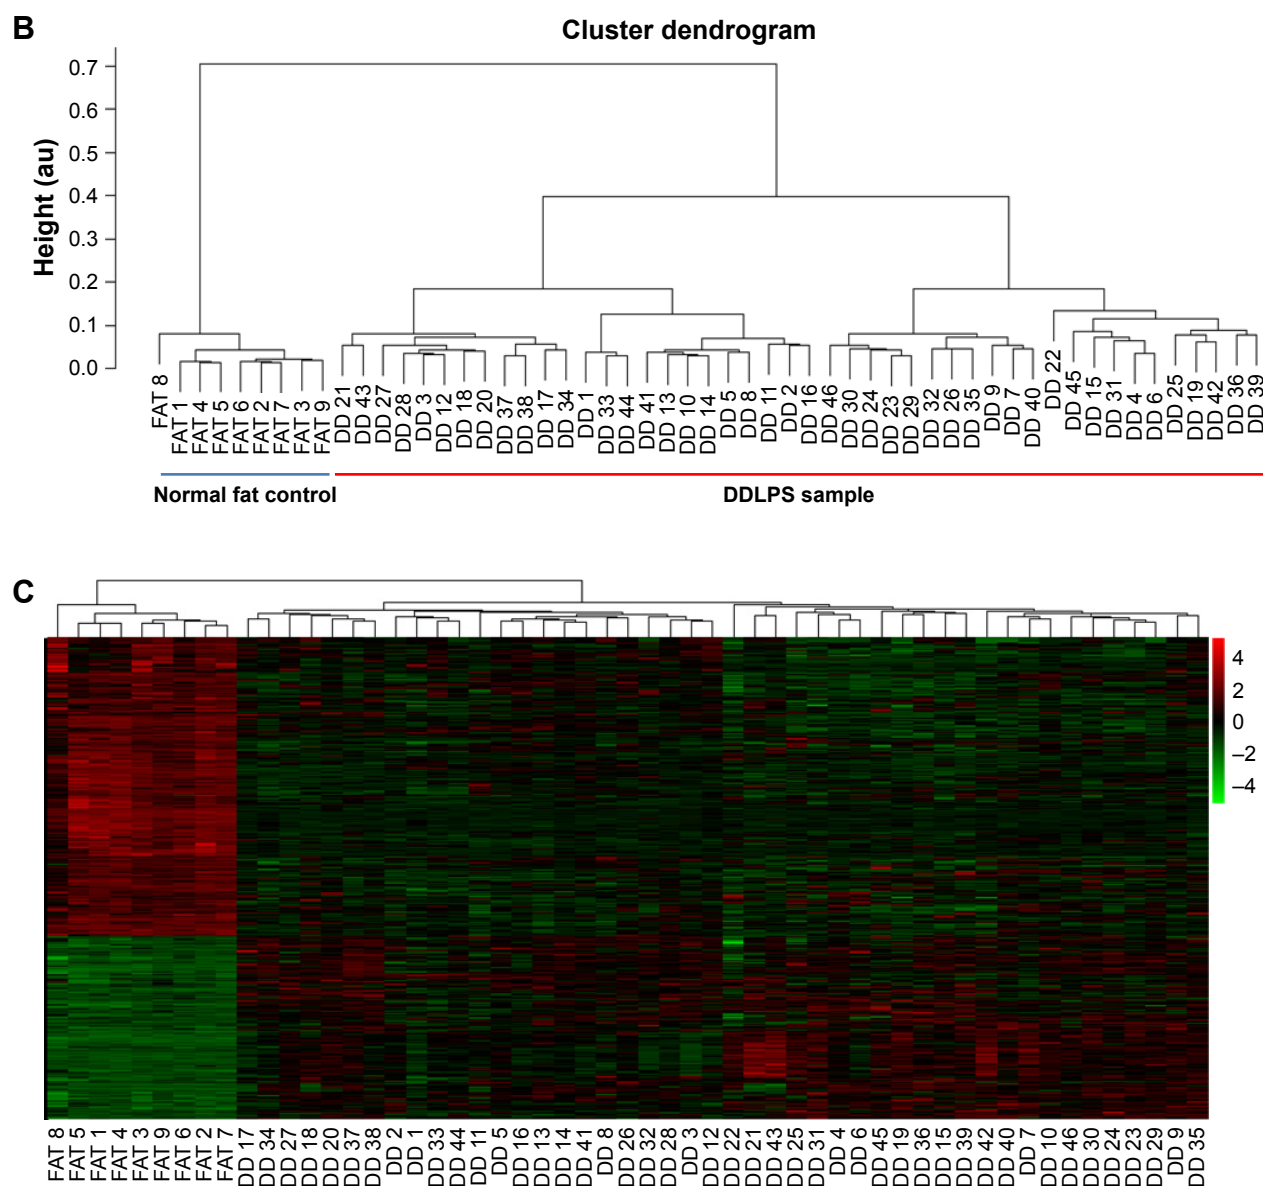 B
Cluster dendrogram
Height (au)
0.7
0.6
0.5
0.4
0.3
0.2
0.1
0.0
FAT 8
FAT 1
FAT 4
FAT 5
FAT 6
FAT 2
FAT 7
FAT 3
FAT 9
DD 21
DD 43
DD 27
DD 28
DD 3
DD 12
DD 18
DD 20
DD 37
DD 38
DD 17
DD 34
DD 1
DD 33
DD 44
DD 41
DD 13
DD 10
DD 14
DD 5
DD 8
DD 11
DD 2
DD 16
DD 46
DD 30
DD 24
DD 23
DD 29
DD 32
DD 26
DD 35
DD 9
DD 7
DD 40
DD 22
DD 45
DD 15
DD 31
DD 4
DD 6
DD 25
DD 19
DD 42
DD 36
DD 39
Normal fat control
DDLPS sample
C
4
2
0
–2
–4
FAT 8
FAT 5
FAT 1
FAT 4
FAT 3
FAT 9
FAT 6
FAT 2
FAT 7
DD 17
DD 34
DD 27
DD 18
DD 20
DD 37
DD 38
DD 2
DD 1
DD 33
DD 44
DD 11
DD 5
DD 16
DD 13
DD 14
DD 41
DD 8
DD 26
DD 32
DD 28
DD 3
DD 12
DD 22
DD 21
DD 43
DD 25
DD 31
DD 4
DD 6
DD 45
DD 19
DD 36
DD 15
DD 39
DD 42
DD 40
DD 7
DD 10
DD 46
DD 30
DD 24
DD 23
DD 29
DD 9
DD 35